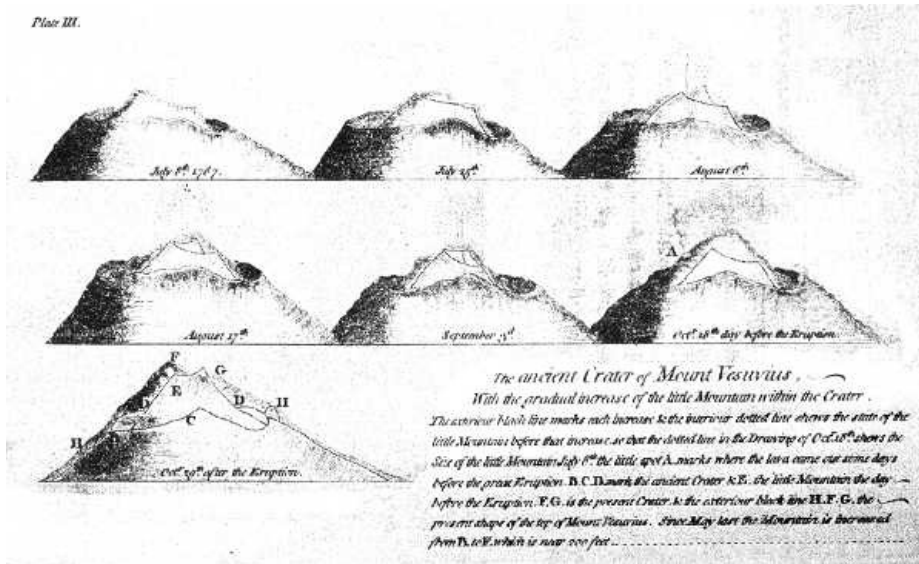 Plate III.
July 8th 1767.
July 25th
August 6th
August 17th
September 3d
A
Octr. 18th day before the Eruption.
F
G
E
D
D
H
H
C
Octr. 29th after the Eruption.
The ancient Crater of Mount Vesuvius,
With the gradual increase of the little Mountain within the Crater.
The exteriour black line marks each increase & the interiour dotted line shews the state of the
little Mountain before that increase, so that the dotted line in the Drawing of Octr. 18th shews the
Size of the little Mountain July 8th the little spot A. marks where the lava came out some days
before the great Eruption. B.C.D. mark the ancient Crater & E. the little Mountain the day
before the Eruption. F.G. is the present Crater, & the exteriour black line H.F.G. the
present shape of the top of Mount Vesuvius. Since May last the Mountain is increased
from B. to F. which is near 200 feet.